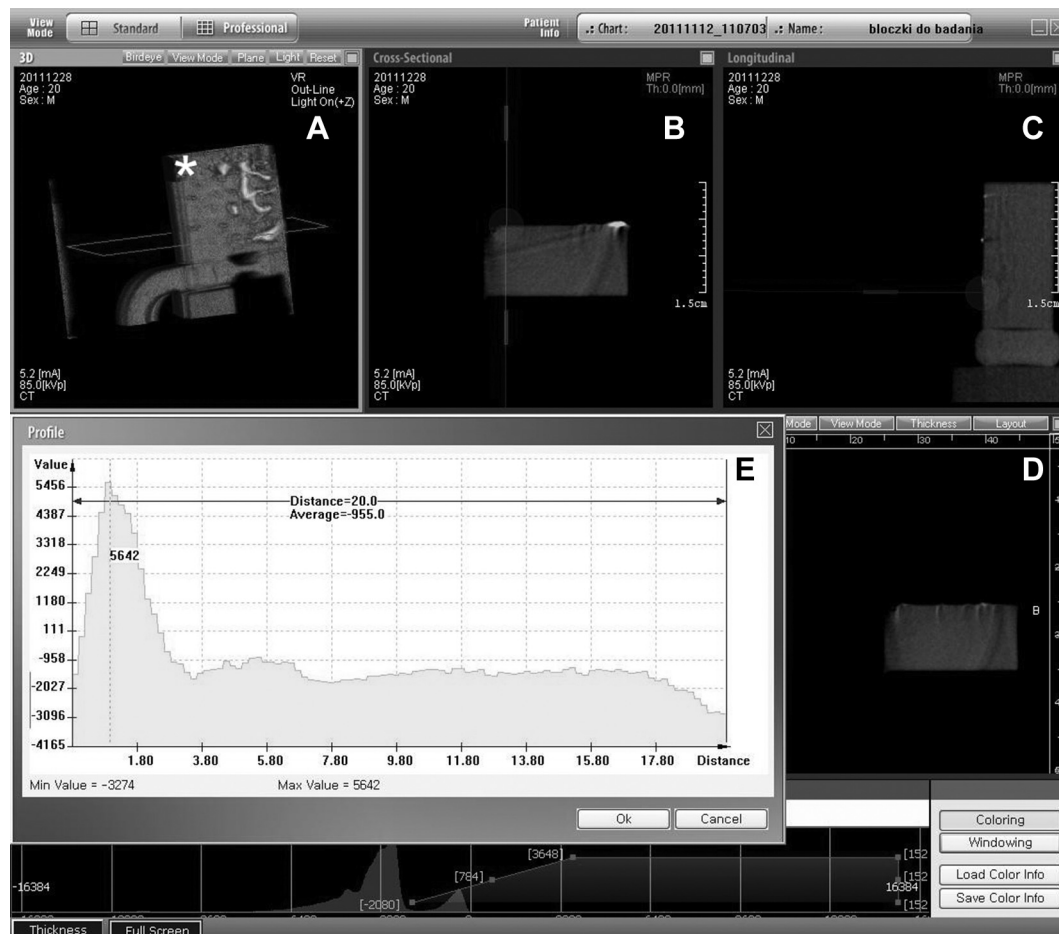 View Mode Standard Professional Patient Info .: Chart : 20111112_110703 .: Name : bloczki do badania
3D Birdeye View Mode Plane Light Reset
20111228
Age : 20
Sex : M
VR
Out-Line
Light On(+Z)
A
5.2 [mA]
85.0[kVp]
CT
Cross-Sectional
20111228
Age : 20
Sex : M
MPR
Th:0.0[mm]
B
1.5cm
5.2 [mA]
85.0[kVp]
CT
Longitudinal
20111228
Age : 20
Sex : M
MPR
Th:0.0[mm]
C
1.5cm
5.2 [mA]
85.0[kVp]
CT
Profile
E
Value
5456
4387
3318
2249
1180
111
-958
-2027
-3096
-4165
Distance=20.0
Average=-955.0
5642
1.80 3.80 5.80 7.80 9.80 11.80 13.80 15.80 17.80 Distance
Min Value = -3274 Max Value = 5642
Ok Cancel
Mode View Mode Thickness Layout
10 20 30 40
D
B
-16384
[-2080]
[784]
[3648]
[152
[152
16384
[152
Coloring
Windowing
Load Color Info
Save Color Info
Thickness Full Screen